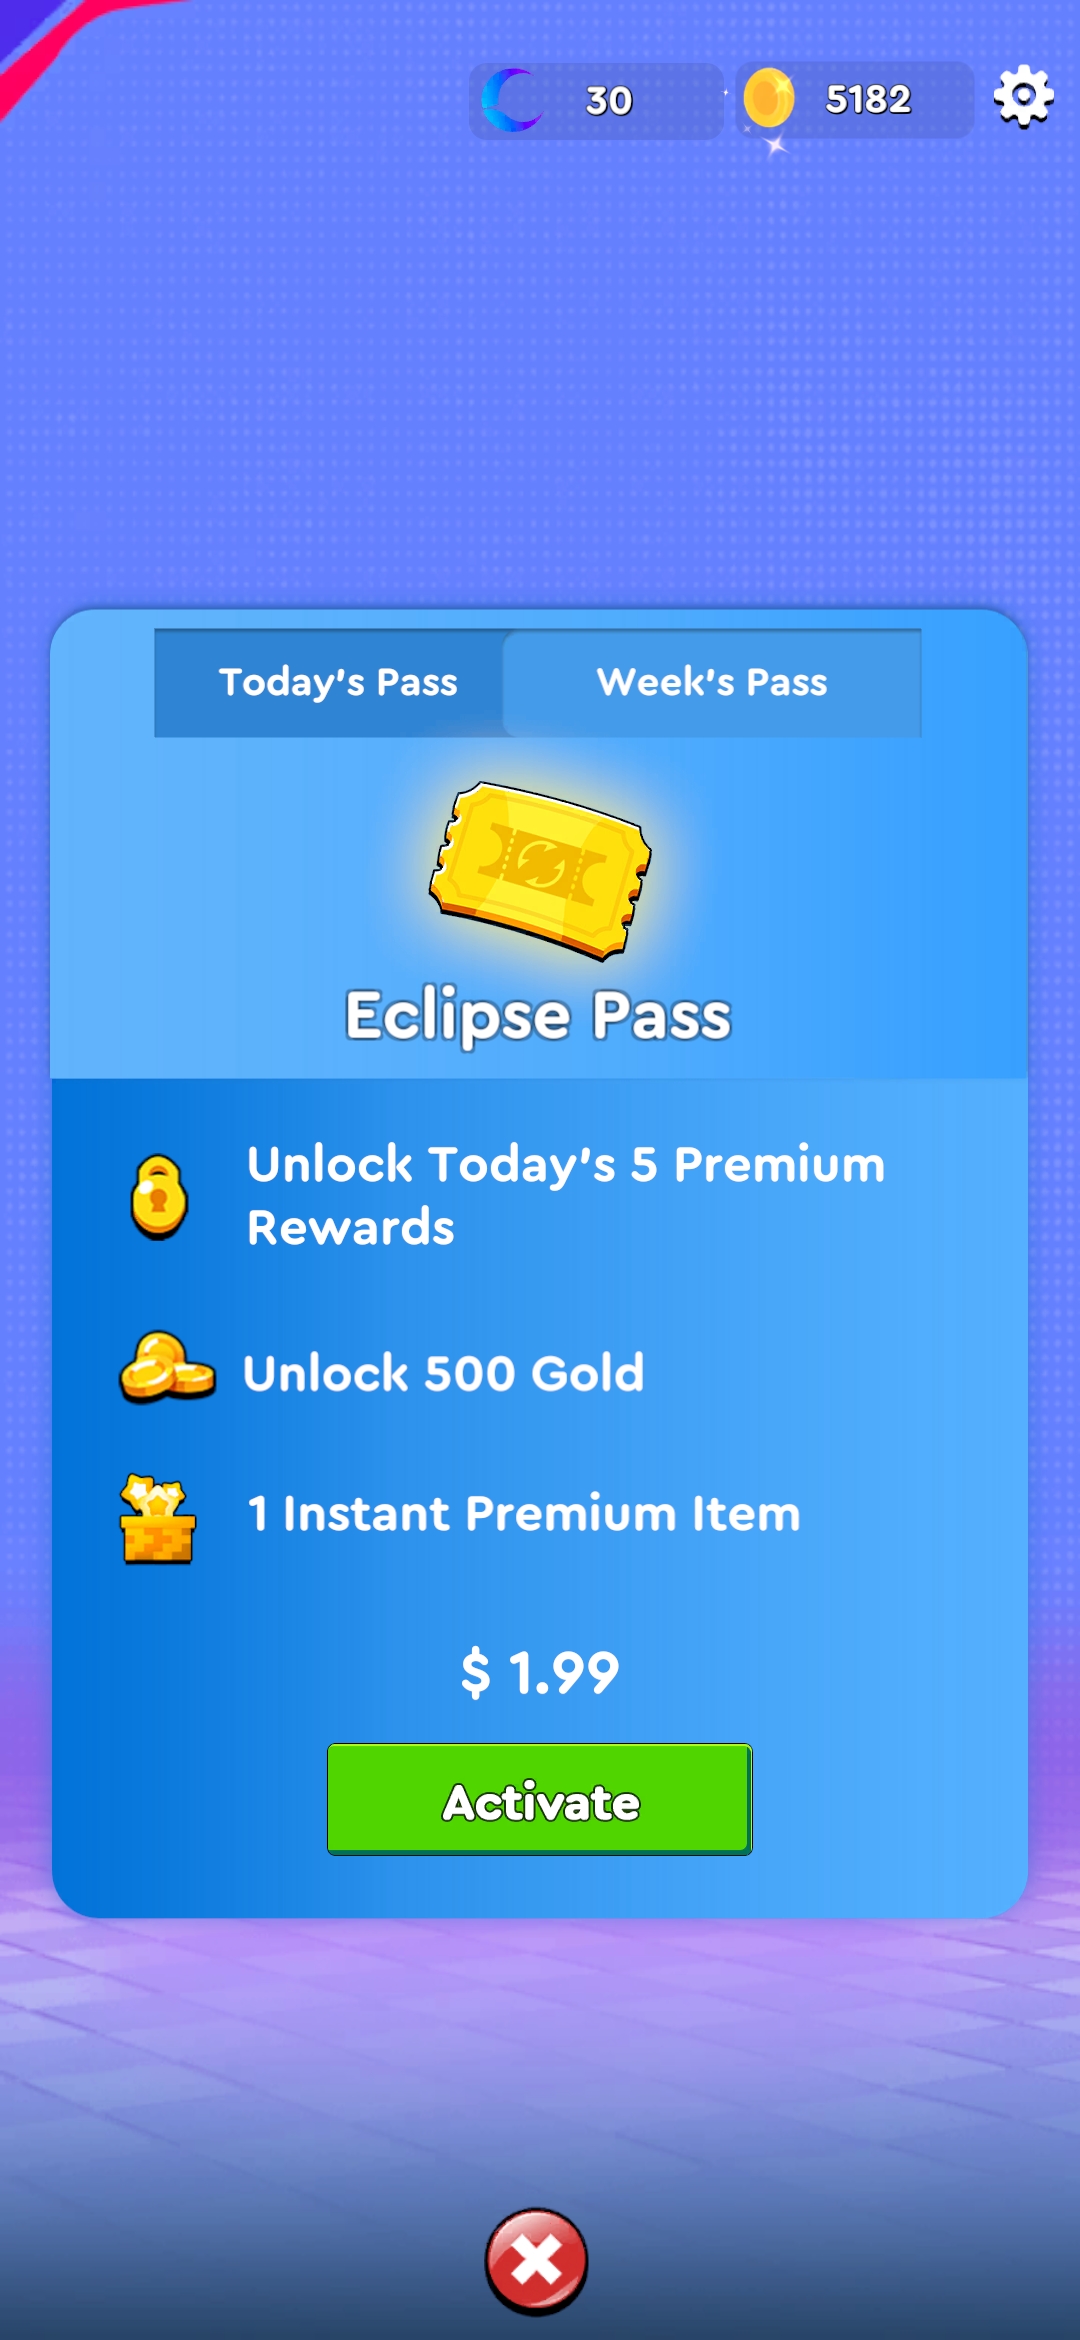 30
5182
Today's Pass
Week's Pass
Eclipse Pass
Unlock Today's 5 Premium
Rewards
Unlock 500 Gold
1 Instant Premium Item
$ 1.99
Activate